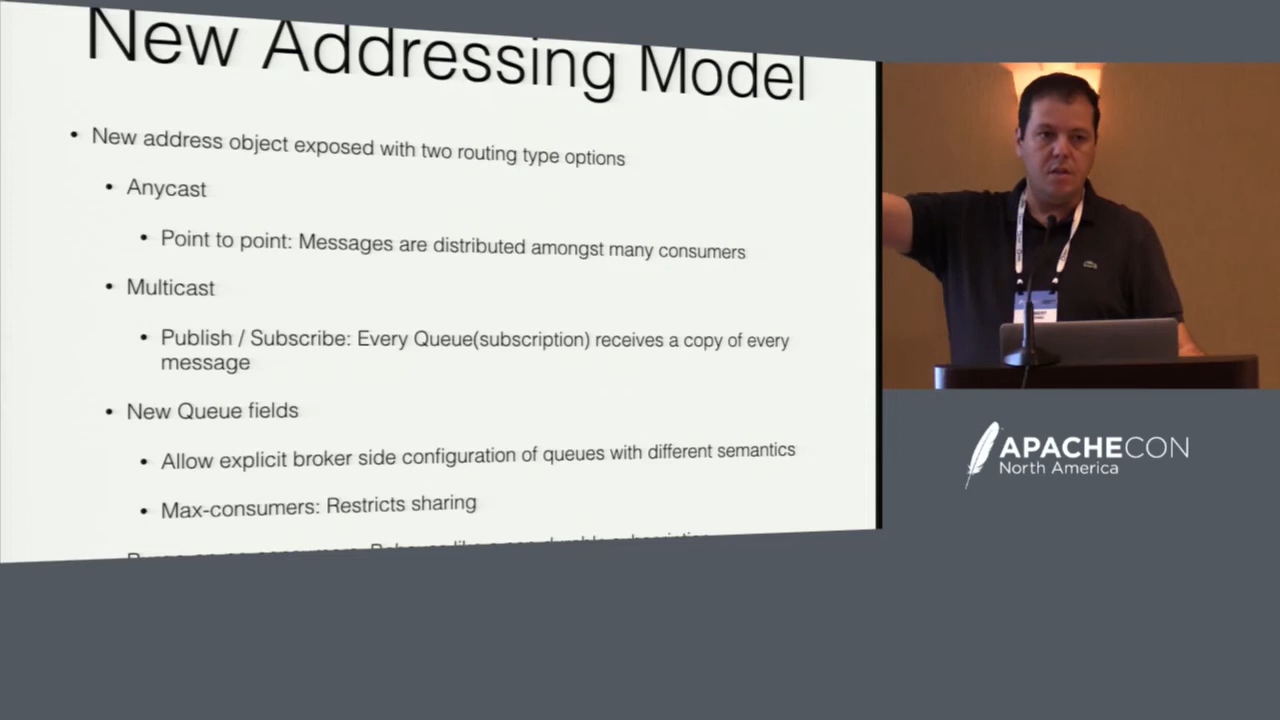 New Addressing Model
• New address object exposed with two routing type options
• Anycast
• Point to point: Messages are distributed amongst many consumers
• Multicast
• Publish / Subscribe: Every Queue(subscription) receives a copy of every
message
• New Queue fields
• Allow explicit broker side configuration of queues with different semantics
• Max-consumers: Restricts sharing
APACHECON
North America